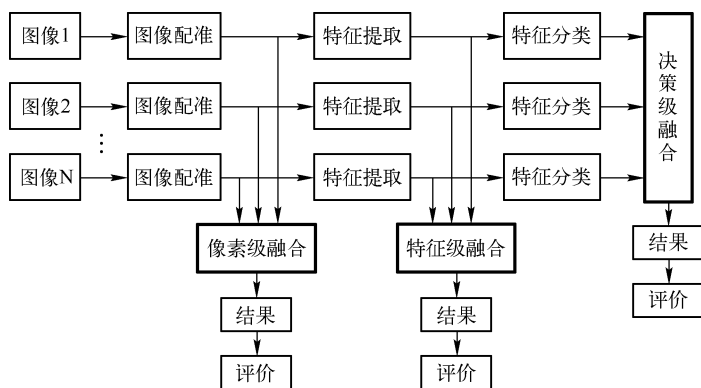 图像1
图像配准
特征提取
特征分类
图像2
图像配准
特征提取
特征分类
图像N
图像配准
特征提取
特征分类
决策级融合
像素级融合
特征级融合
结果
结果
结果
评价
评价
评价